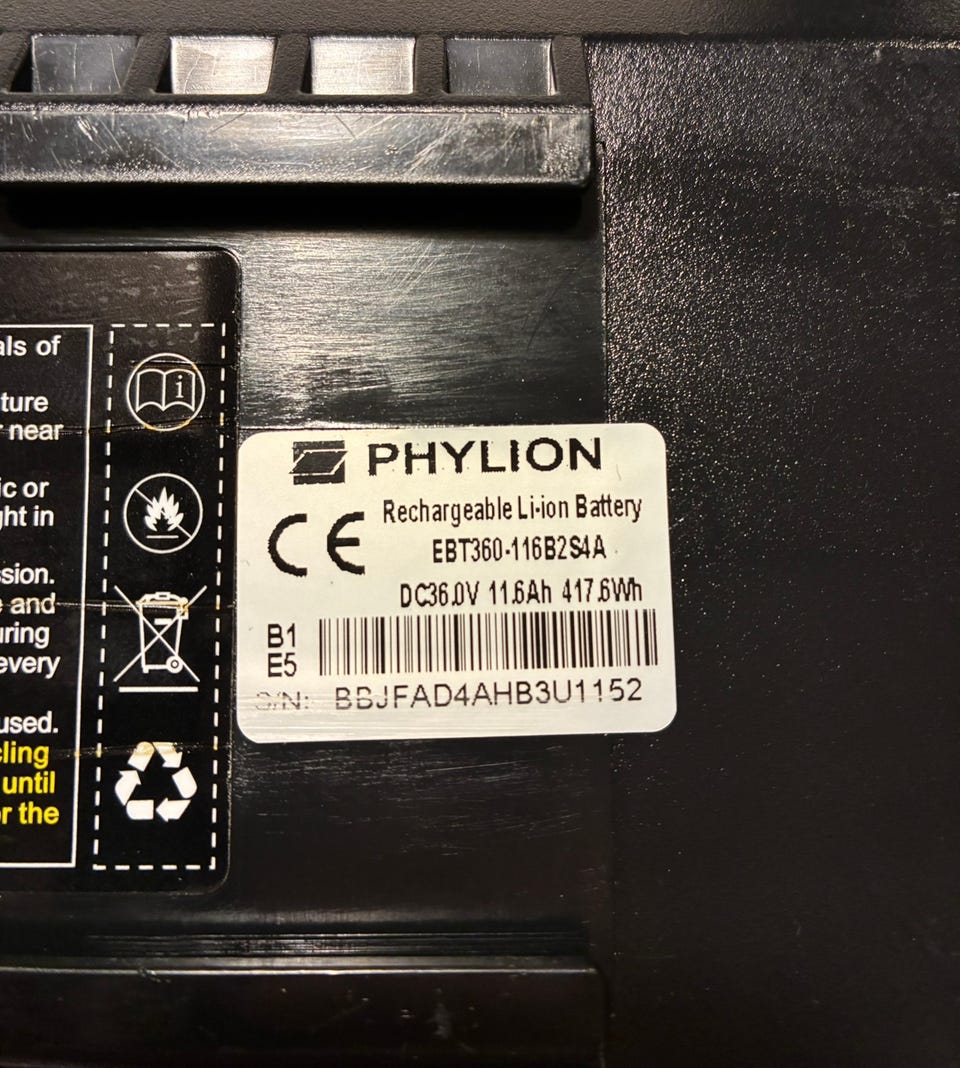 als of
ture
r near
ic or
ght in
ssion.
e and
uring
every
used.
cling
until
or the
i
PHYLION
CE
Rechargeable Li-ion Battery
EBT360-116B2S4A
DC36.0V 11.6Ah 417.6Wh
B1
E5
S/N: BBJFAD4AHB3U1152